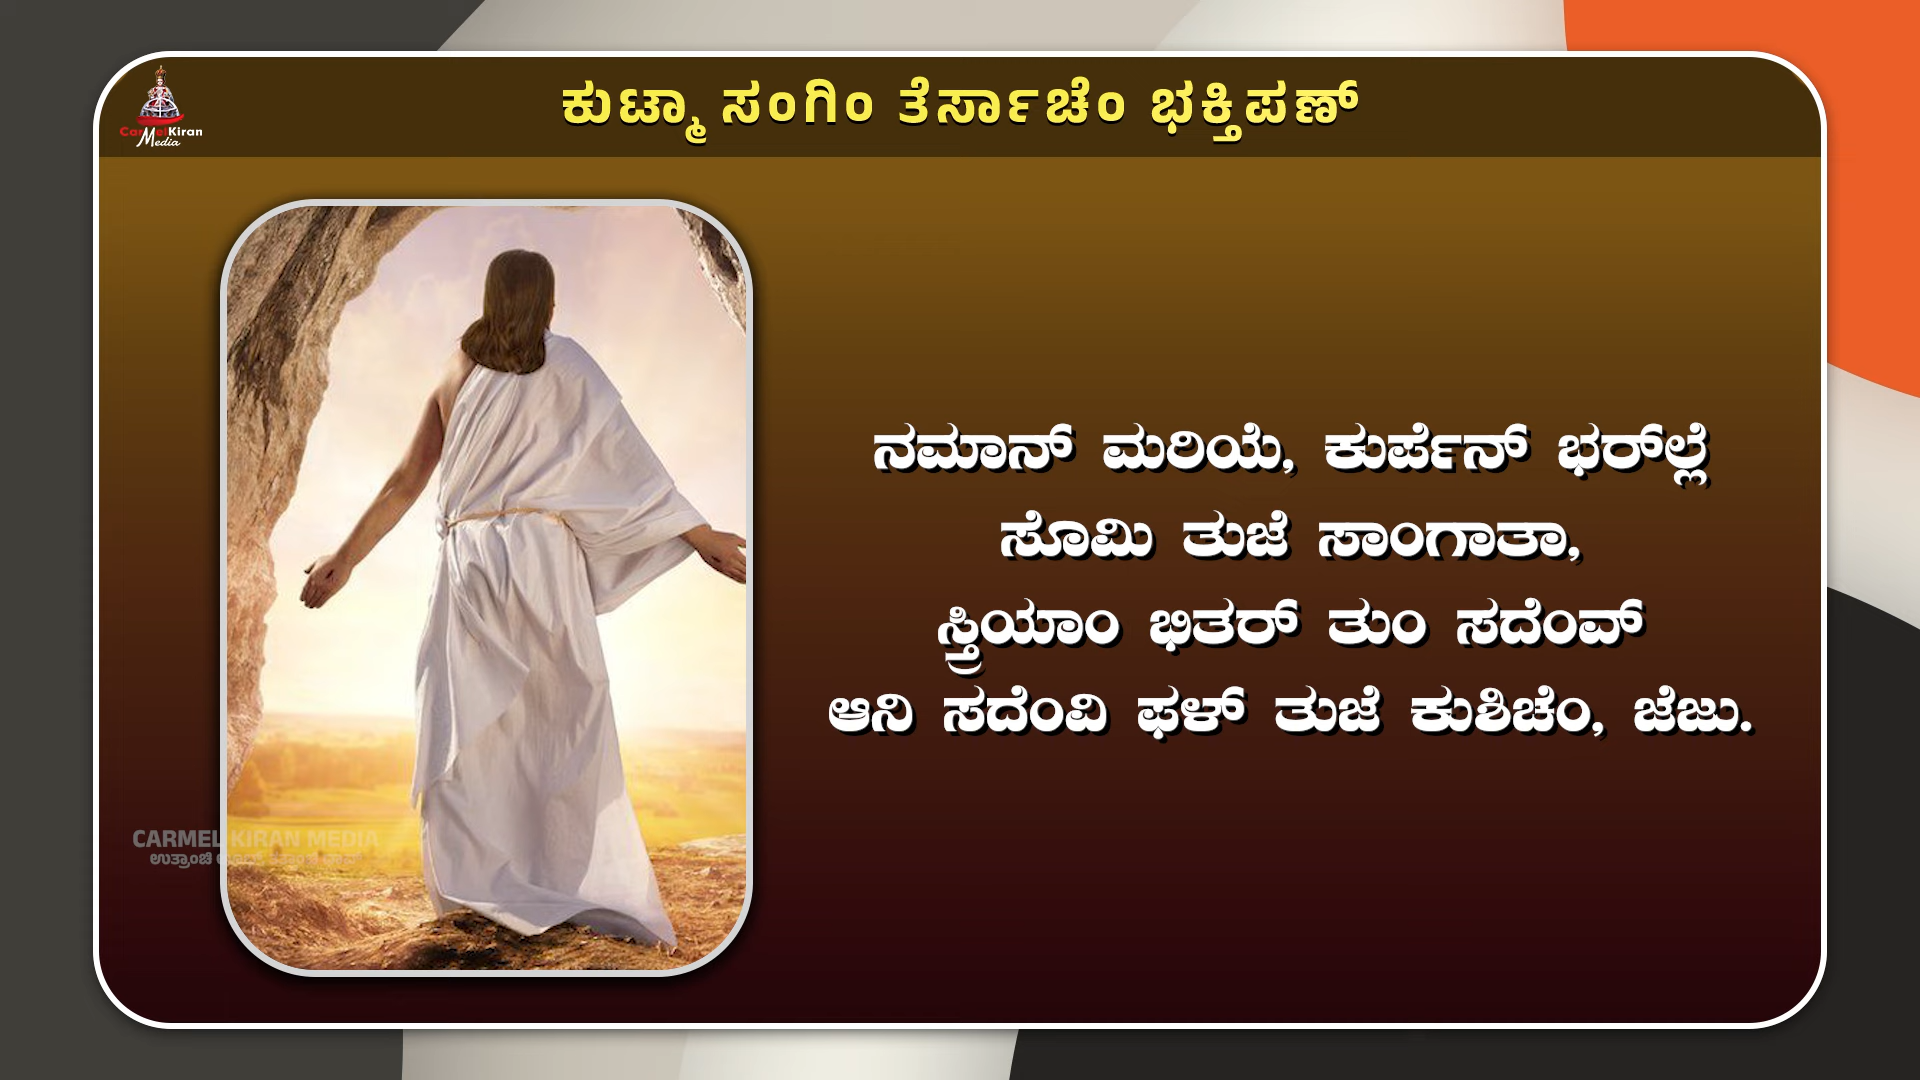 ಕುಟ್ಮಾ ಸಂಗಿಂ ತೆರ್ಸಾಚೆಂ ಭಕ್ತಿಪಣ್
CarmelKiran
Media
ನಮಾನ್ ಮರಿಯೆ, ಕುರ್ಪೆನ್ ಭರ್‌ಲ್ಲೆ
ಸೊಮಿ ತುಜೆ ಸಾಂಗಾತಾ,
ಸ್ತ್ರಿಯಾಂ ಭಿತರ್ ತುಂ ಸದೆಂವ್
ಆನಿ ಸದೆಂವಿ ಫಳ್ ತುಜೆ ಕುಶಿಚೆಂ, ಜೆಜು.
CARMEL KIRAN MEDIA